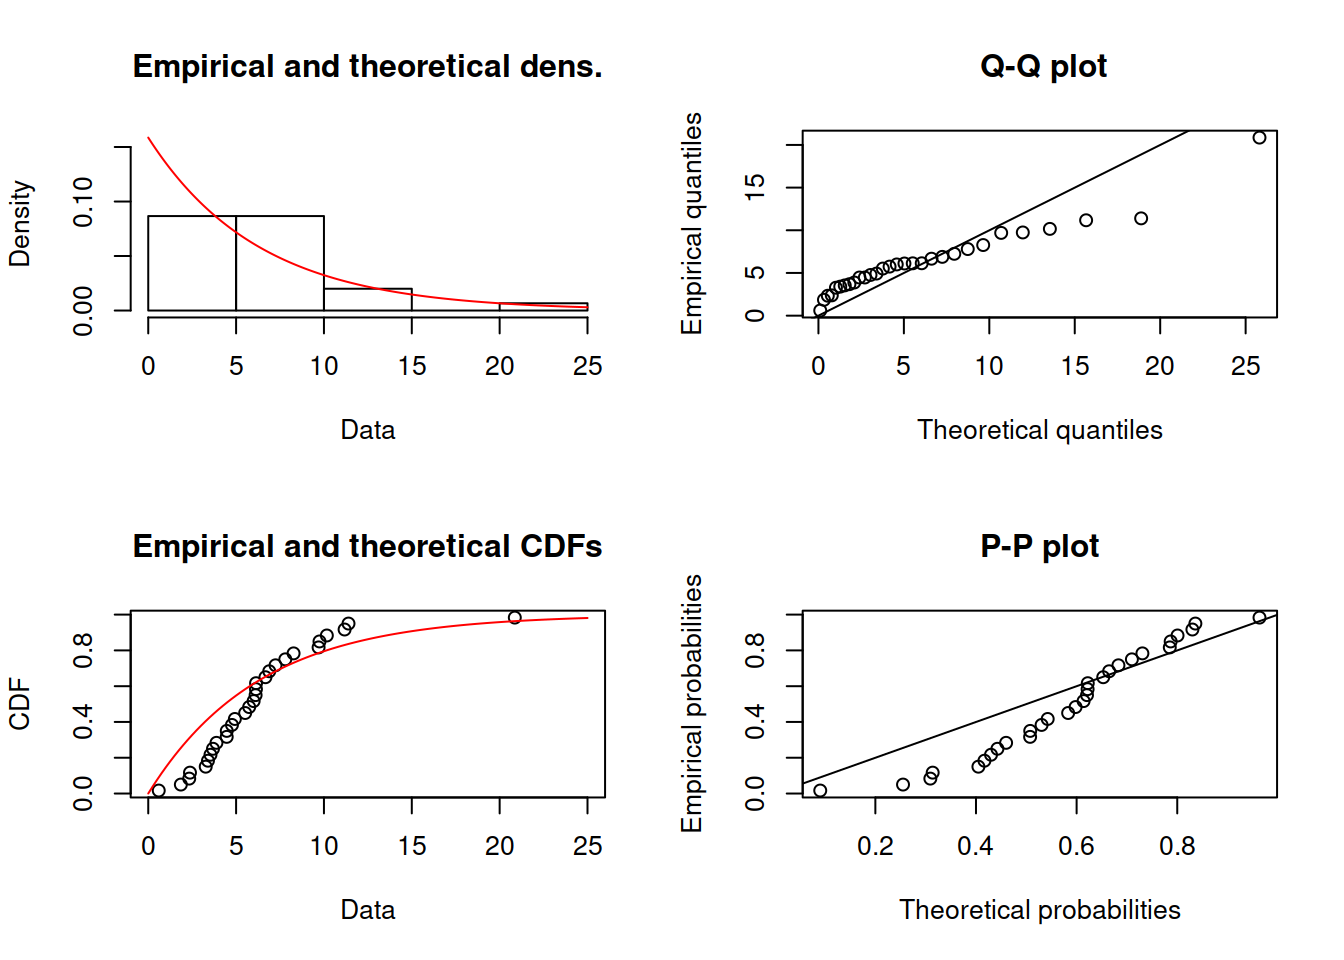 Empirical and theoretical dens.
Density
0.00 0.10
0 5 10 15 20 25
Data
Q-Q plot
Empirical quantiles
0 5 15
0 5 10 15 20 25
Theoretical quantiles
Empirical and theoretical CDFs
CDF
0.0 0.4 0.8
0 5 10 15 20 25
Data
P-P plot
Empirical probabilities
0.0 0.4 0.8
0.2 0.4 0.6 0.8
Theoretical probabilities